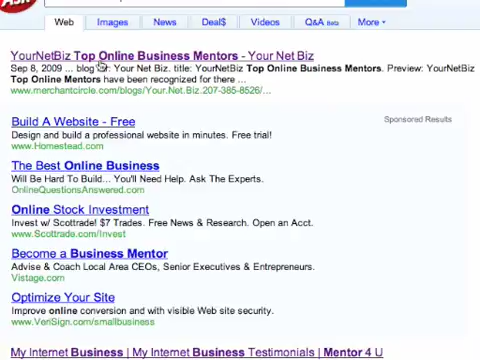 Ask
Web Images News Deal$ Videos Q&A Beta More
YourNetBiz Top Online Business Mentors - Your Net Biz
Sep 8, 2009 ... blog for: Your Net Biz. title: YourNetBiz Top Online Business Mentors. Preview: YourNetBiz
Top Online Mentors have been recognized for there ...
www.merchantcircle.com/blogs/Your.Net.Biz.207-385-8526/...
Sponsored Results
Build A Website - Free
Design and build a professional website in minutes. Free trial!
www.Homestead.com
The Best Online Business
Will Be Hard To Build... You'll Need Help. Ask The Experts.
OnlineQuestionsAnswered.com
Online Stock Investment
Invest w/ Scottrade! $7 Trades. Free News & Research. Open an Acct.
www.Scottrade.com/Invest
Become a Business Mentor
Advise & Coach Local Area CEOs, Senior Executives & Entrepreneurs.
Vistage.com
Optimize Your Site
Improve online conversion and with visible Web site security.
www.VeriSign.com/smallbusiness
My Internet Business | My Internet Business Testimonials | Mentor 4 U